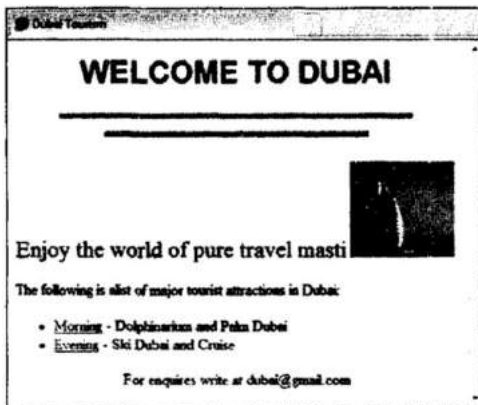 Dubai Tourism
WELCOME TO DUBAI
Enjoy the world of pure travel masti
The following is alist of major tourist attractions in Dubai:
• Morning - Dolphinarium and Palm Dubai
• Evening - Ski Dubai and Cruise
For enquires write at dubai@gmail.com